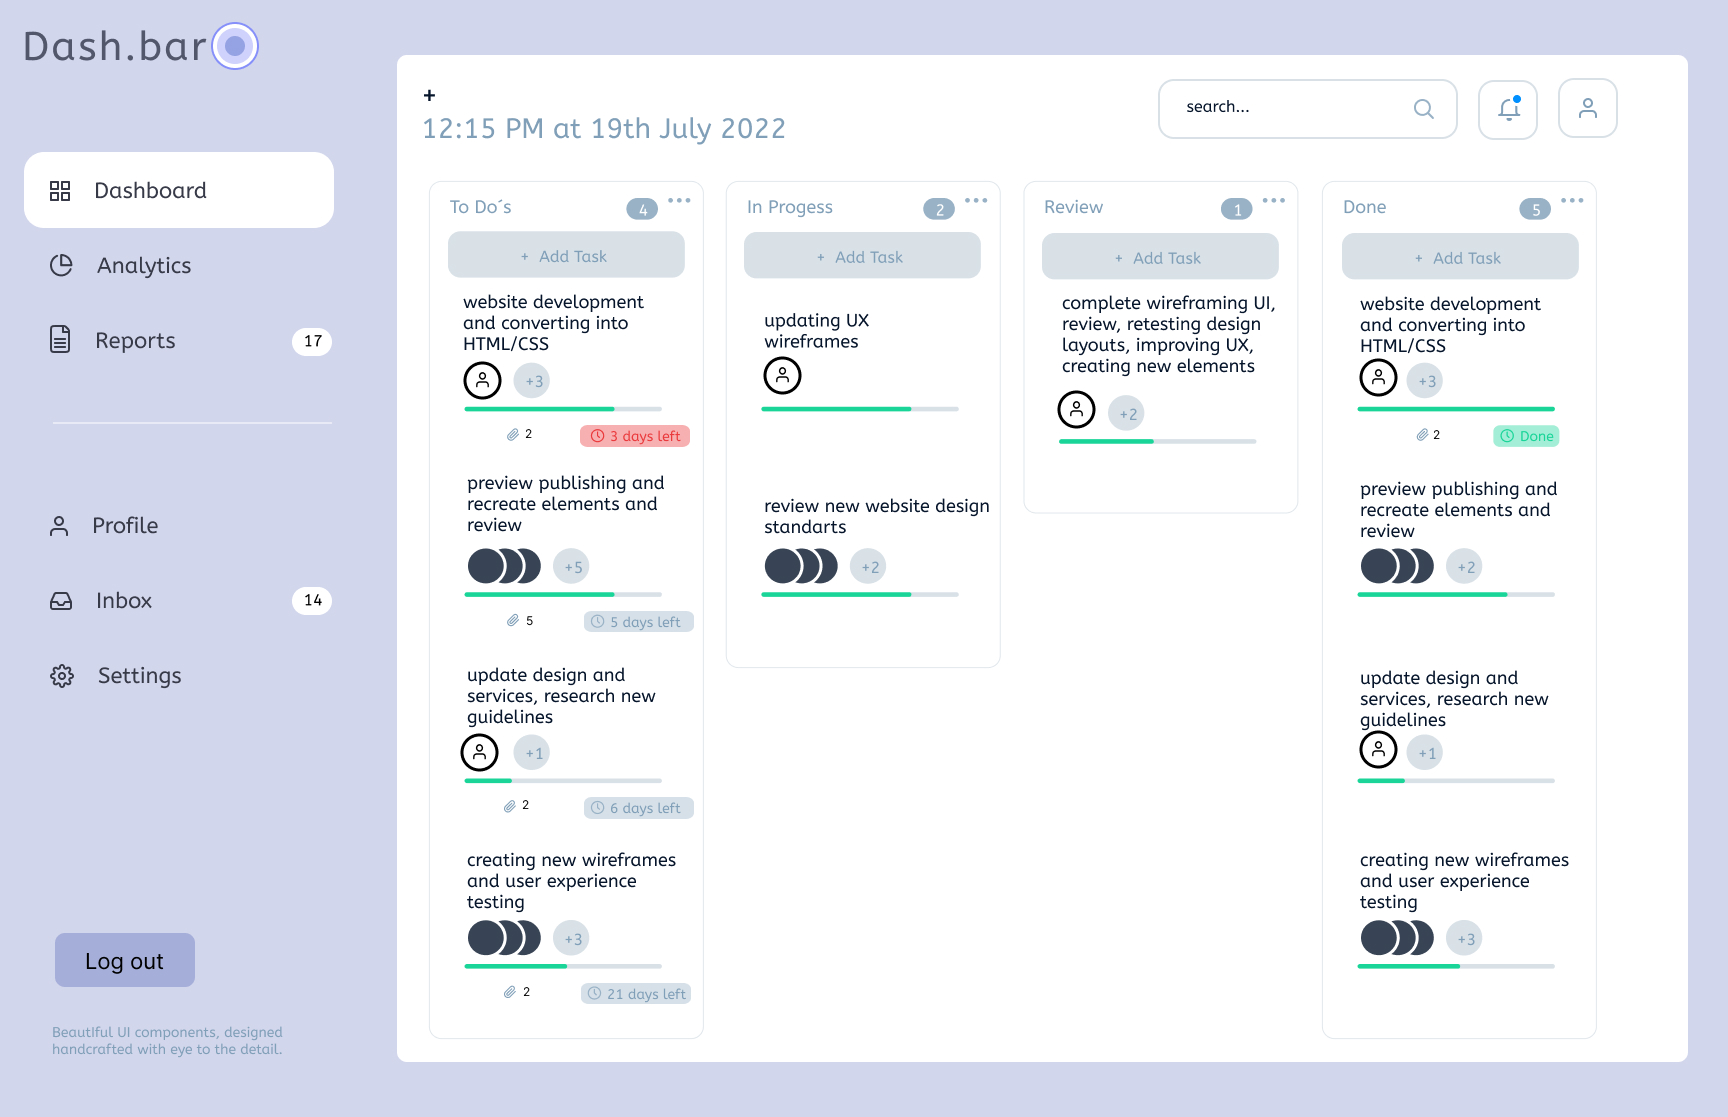 Dash.bar
Dashboard
Analytics
Reports 17
Profile
Inbox 14
Settings
Log out
Beautiful UI components, designed
handcrafted with eye to the detail.
+
12:15 PM at 19th July 2022
search...
To Do´s 4
+ Add Task
website development
and converting into
HTML/CSS
+3
2 3 days left
preview publishing and
recreate elements and
review
+5
5 5 days left
update design and
services, research new
guidelines
+1
2 6 days left
creating new wireframes
and user experience
testing
+3
2 21 days left
In Progess 2
+ Add Task
updating UX
wireframes
review new website design
standarts
+2
Review 1
+ Add Task
complete wireframing UI,
review, retesting design
layouts, improving UX,
creating new elements
+2
Done 5
+ Add Task
website development
and converting into
HTML/CSS
+3
2 Done
preview publishing and
recreate elements and
review
+2
update design and
services, research new
guidelines
+1
creating new wireframes
and user experience
testing
+3